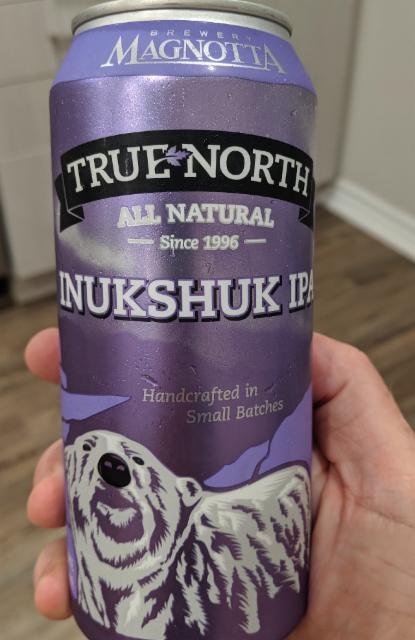 BREWERY
MAGNOTTA
TRUE NORTH
ALL NATURAL
Since 1996
INUKSHUK IPA
Handcrafted in
Small Batches